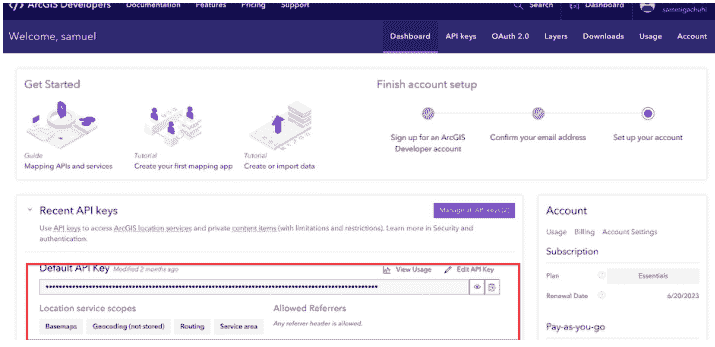 ArcGIS Developers Documentation Features Pricing Support Search Dashboard
Welcome, samuel
Dashboard API keys OAuth 2.0 Layers Downloads Usage Account
Get Started
Finish account setup
Guide
Mapping APIs and services
Tutorial
Create your first mapping app
Tutorial
Create or import data
Sign up for an ArcGIS
Developer account
Confirm your email address
Set up your account
Recent API keys
Manage all API keys (2)
Use API keys to access ArcGIS location services and private content items (with limitations and restrictions). Learn more in Security and
authentication.
Default API Key Modified 2 months ago
View Usage Edit API Key
Location service scopes
Basemaps Geocoding (not stored) Routing Service area
Allowed Referrers
Any referrer header is allowed.
Account
Usage Billing Account Settings
Subscription
Plan Essentials
Renewal Date 6/20/2023
Pay-as-you-go